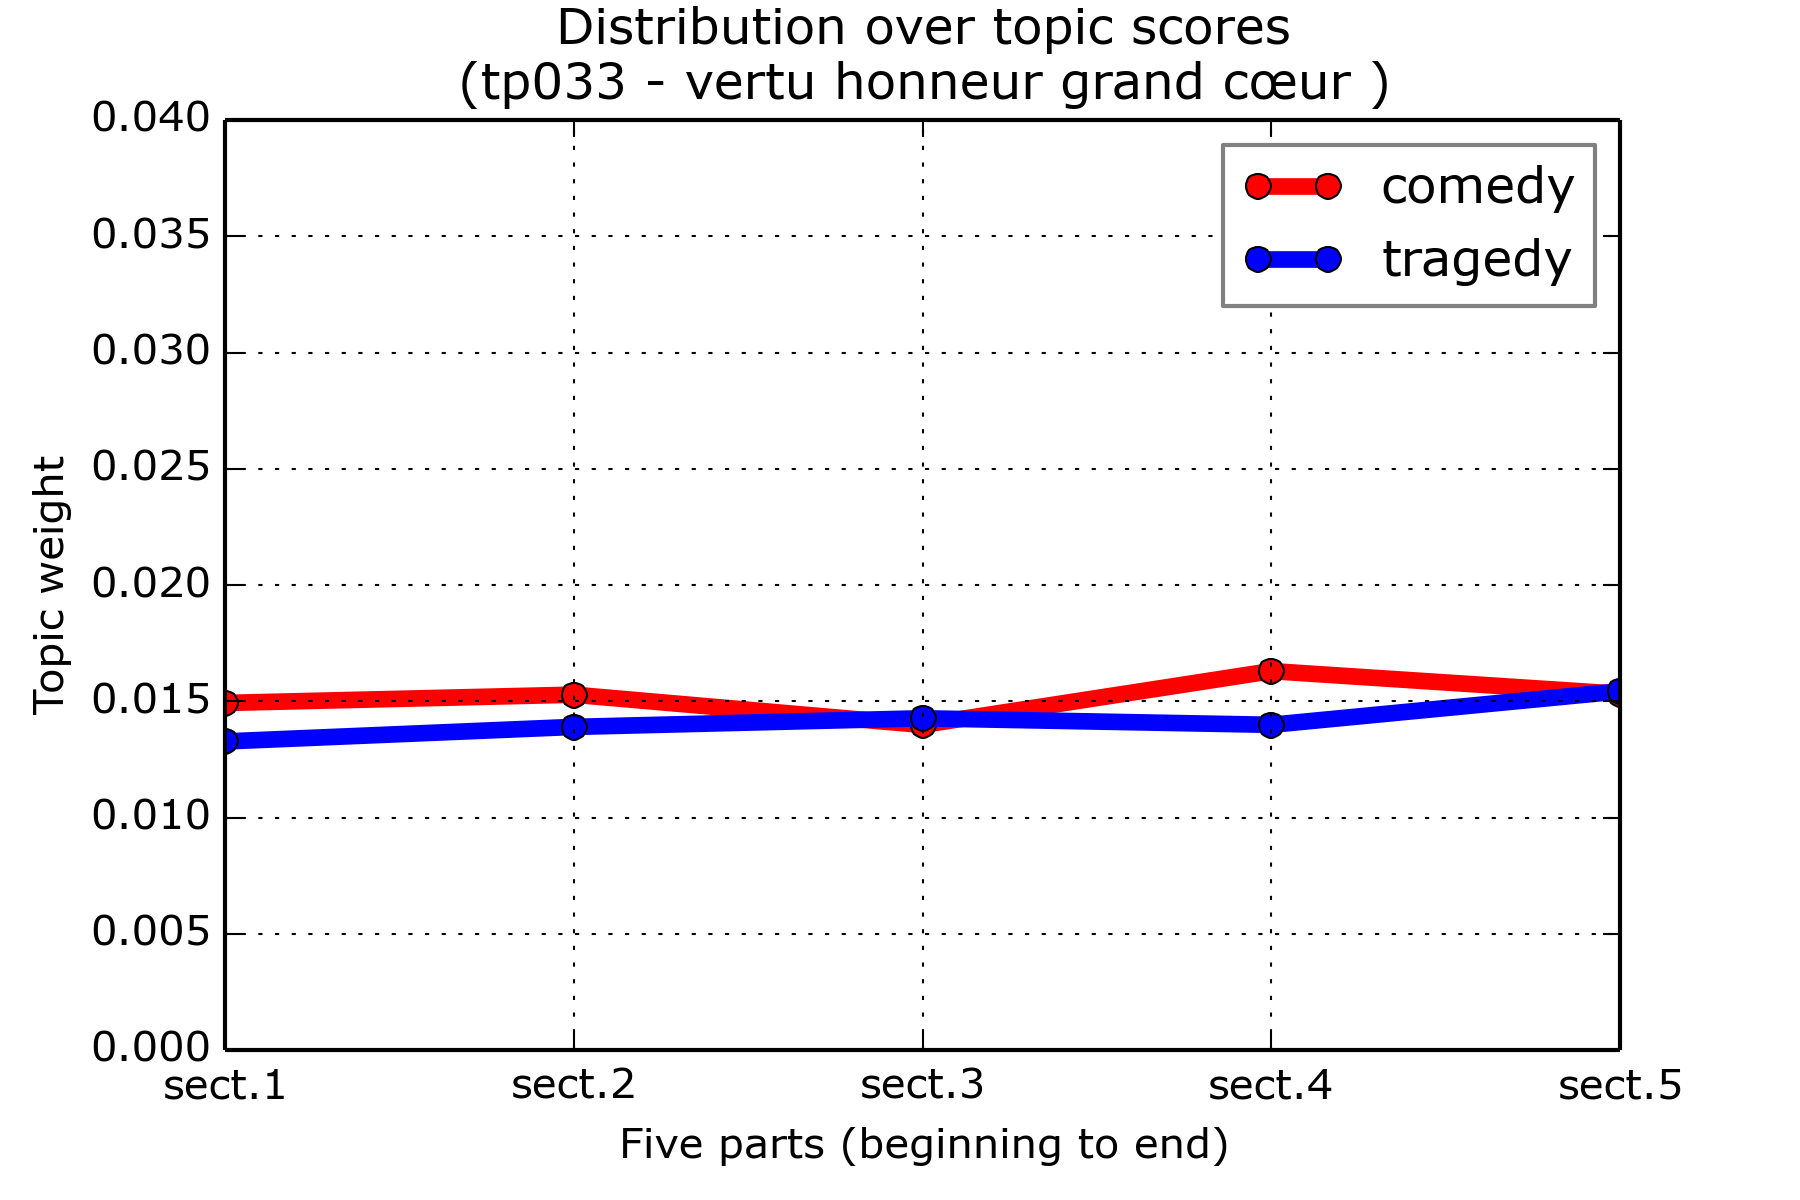 Distribution over topic scores
(tp033 - vertu honneur grand cœur )
0.040
0.035
0.030
0.025
0.020
0.015
0.010
0.005
0.000
Topic weight
comedy
tragedy
sect.1 sect.2 sect.3 sect.4 sect.5
Five parts (beginning to end)